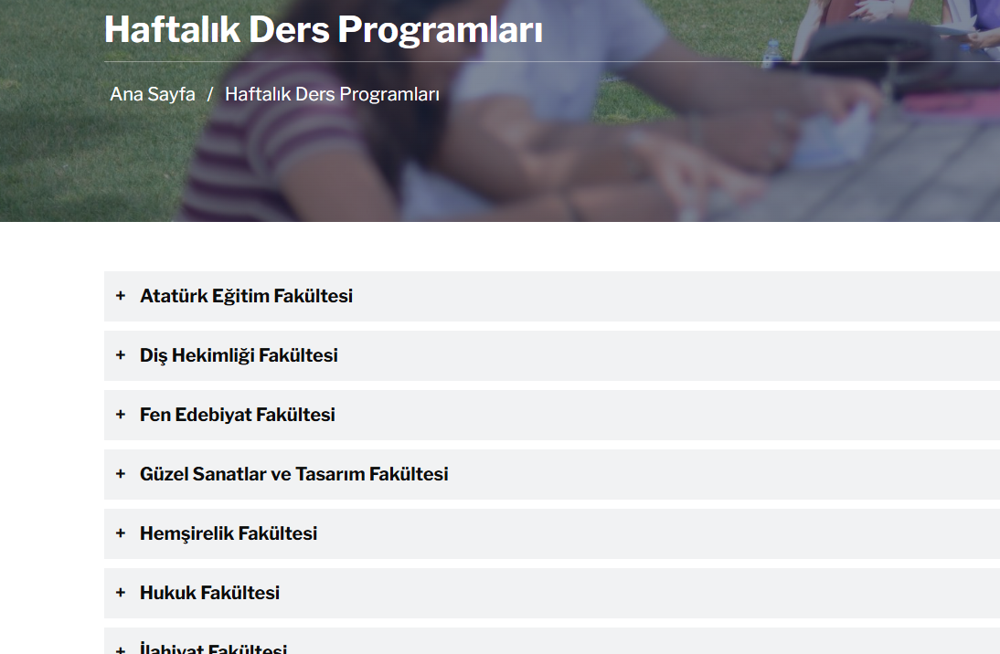 Haftalık Ders Programları
Ana Sayfa / Haftalık Ders Programları
+ Atatürk Eğitim Fakültesi
+ Diş Hekimliği Fakültesi
+ Fen Edebiyat Fakültesi
+ Güzel Sanatlar ve Tasarım Fakültesi
+ Hemşirelik Fakültesi
+ Hukuk Fakültesi
+ İlahiyat Fakültesi